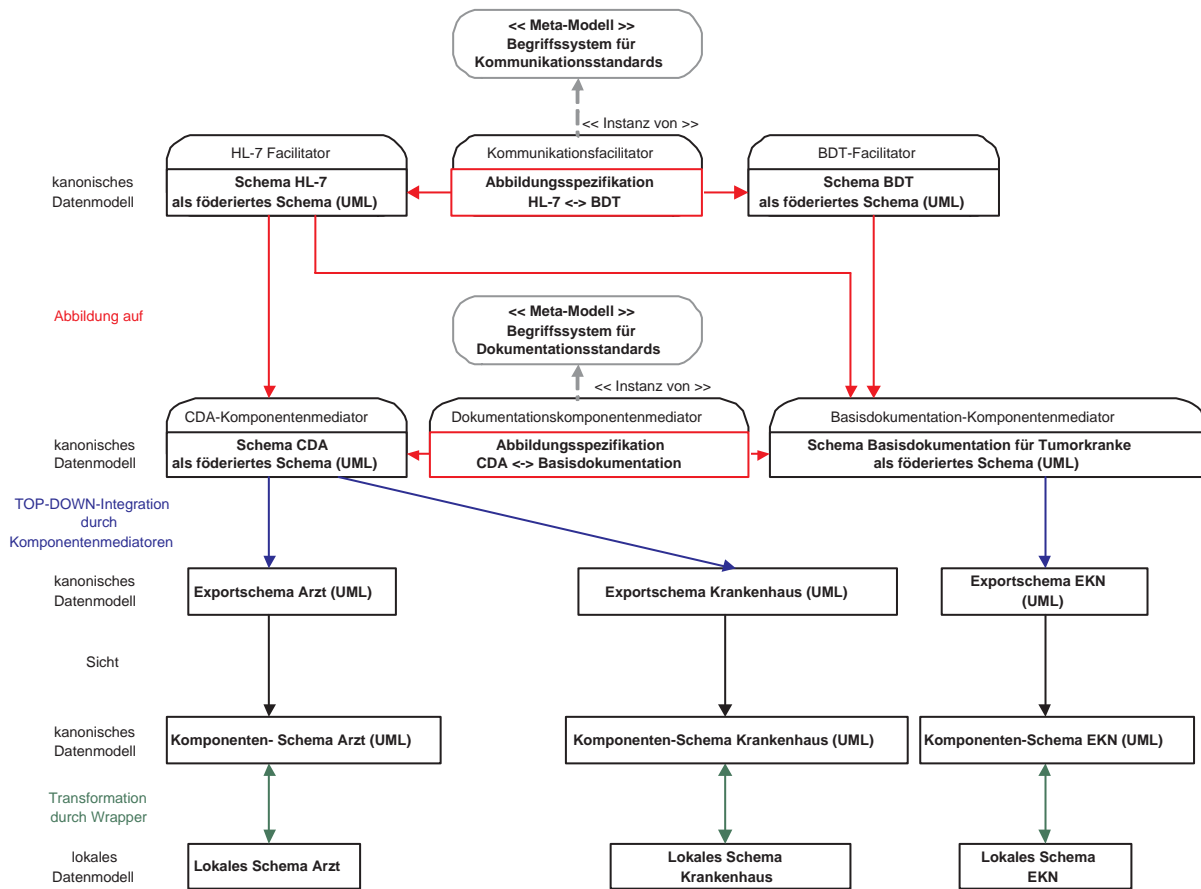 << Meta-Modell >>
Begriffssystem für
Kommunikationsstandards
<< Instanz von >>
HL-7 Facilitator
Kommunikationsfacilitator
BDT-Facilitator
kanonisches
Datenmodell
Schema HL-7
als föderiertes Schema (UML)
Abbildungsspezifikation
HL-7 <-> BDT
Schema BDT
als föderiertes Schema (UML)
Abbildung auf
<< Meta-Modell >>
Begriffssystem für
Dokumentationsstandards
<< Instanz von >>
CDA-Komponentenmediator
Dokumentationskomponentenmediator
Basisdokumentation-Komponentenmediator
kanonisches
Datenmodell
Schema CDA
als föderiertes Schema (UML)
Abbildungsspezifikation
CDA <-> Basisdokumentation
Schema Basisdokumentation für Tumorkranke
als föderiertes Schema (UML)
TOP-DOWN-Integration
durch
Komponentenmediatoren
kanonisches
Datenmodell
Exportschema Arzt (UML)
Exportschema Krankenhaus (UML)
Exportschema EKN
(UML)
Sicht
kanonisches
Datenmodell
Komponenten- Schema Arzt (UML)
Komponenten-Schema Krankenhaus (UML)
Komponenten-Schema EKN (UML)
Transformation
durch Wrapper
lokales
Datenmodell
Lokales Schema Arzt
Lokales Schema
Krankenhaus
Lokales Schema
EKN